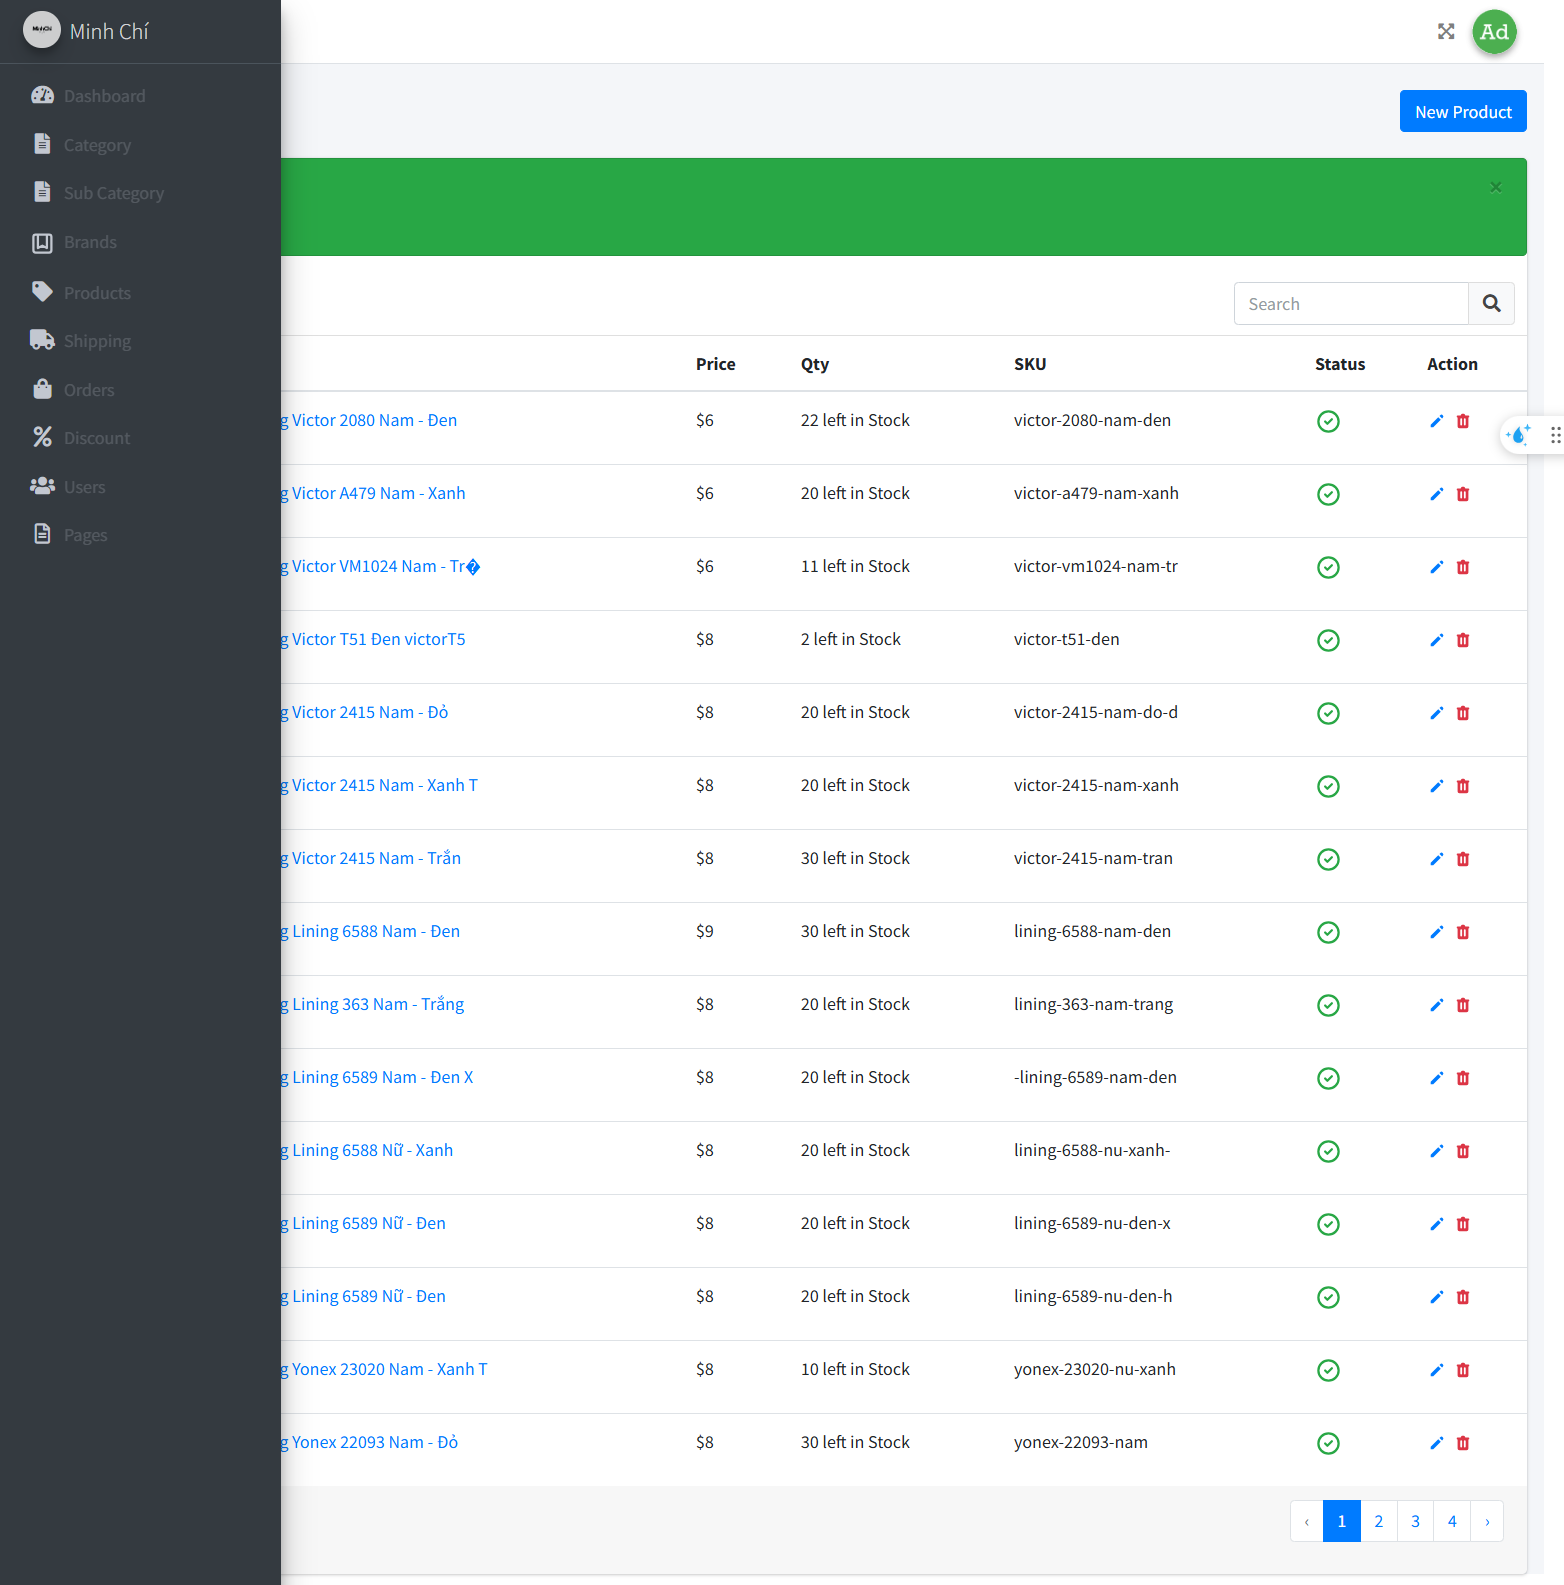 Minh Chí
Ad
Dashboard
New Product
Category
Sub Category
Brands
Products
Search
Shipping
Price Qty SKU Status Action
Orders
g Victor 2080 Nam - Đen $6 22 left in Stock victor-2080-nam-den
Discount
Users
g Victor A479 Nam - Xanh $6 20 left in Stock victor-a479-nam-xanh
Pages
g Victor VM1024 Nam - Tr� $6 11 left in Stock victor-vm1024-nam-tr
g Victor T51 Đen victorT5 $8 2 left in Stock victor-t51-den
g Victor 2415 Nam - Đỏ $8 20 left in Stock victor-2415-nam-do-d
g Victor 2415 Nam - Xanh T $8 20 left in Stock victor-2415-nam-xanh
g Victor 2415 Nam - Trắn $8 30 left in Stock victor-2415-nam-tran
g Lining 6588 Nam - Đen $9 30 left in Stock lining-6588-nam-den
g Lining 363 Nam - Trắng $8 20 left in Stock lining-363-nam-trang
g Lining 6589 Nam - Đen X $8 20 left in Stock -lining-6589-nam-den
g Lining 6588 Nữ - Xanh $8 20 left in Stock lining-6588-nu-xanh-
g Lining 6589 Nữ - Đen $8 20 left in Stock lining-6589-nu-den-x
g Lining 6589 Nữ - Đen $8 20 left in Stock lining-6589-nu-den-h
g Yonex 23020 Nam - Xanh T $8 10 left in Stock yonex-23020-nu-xanh
g Yonex 22093 Nam - Đỏ $8 30 left in Stock yonex-22093-nam
‹ 1 2 3 4 ›